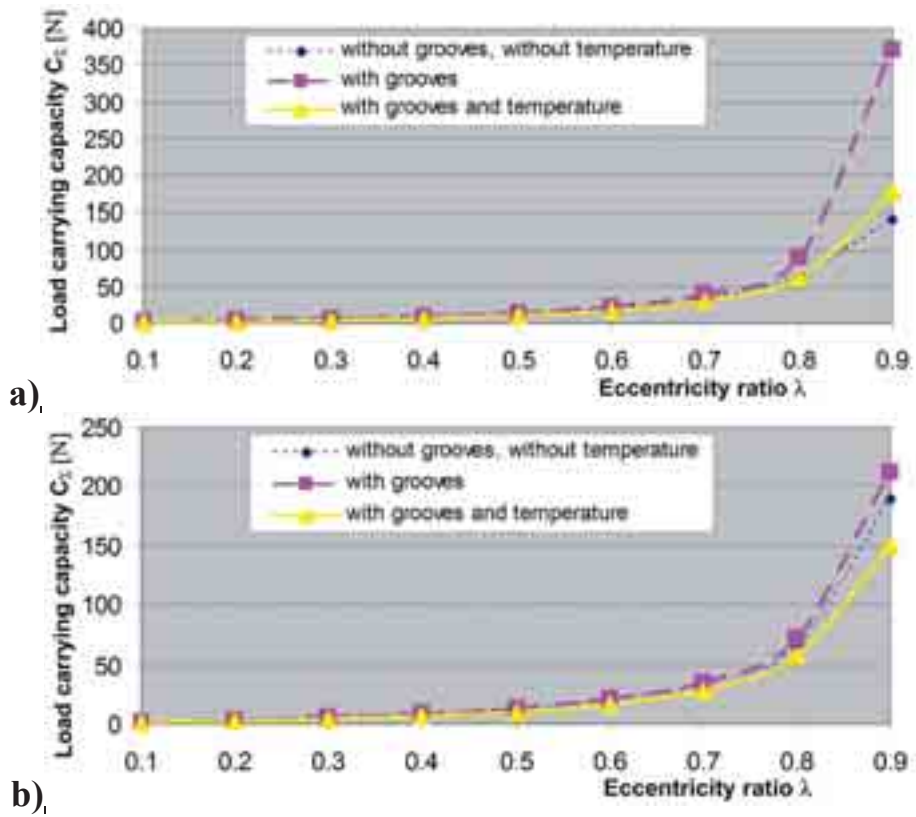 Load carrying capacity CΣ [N]
400
350
300
250
200
150
100
50
0
without grooves, without temperature
with grooves
with grooves and temperature
0.1 0.2 0.3 0.4 0.5 0.6 0.7 0.8 0.9
Eccentricity ratio λ
a)
Load carrying capacity CΣ [N]
250
200
150
100
50
0
without grooves, without temperature
with grooves
with grooves and temperature
0.1 0.2 0.3 0.4 0.5 0.6 0.7 0.8 0.9
Eccentricity ratio λ
b)